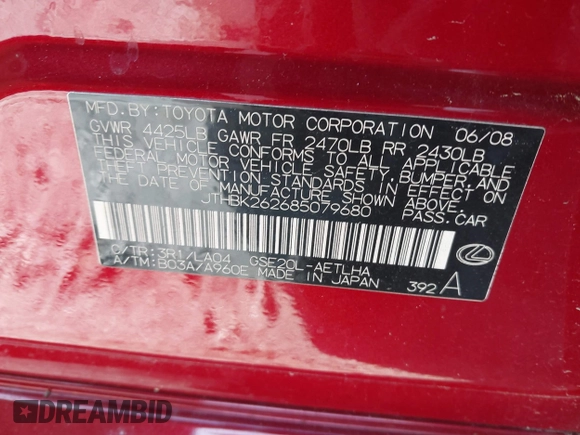 MFD. BY: TOYOTA MOTOR CORPORATION 06/08
GVWR 4425LB GAWR FR 2470LB RR 2430LB
THIS VEHICLE CONFORMS TO ALL APPLICABLE
FEDERAL MOTOR VEHICLE SAFETY, BUMPER, AND
THEFT PREVENTION STANDARDS IN EFFECT ON
THE DATE OF MANUFACTURE SHOWN ABOVE.
JTHBK262685079680 PASS.CAR
C/TR: 3R1/LA04 GSE20L-AETLHA
A/TM: B03A/A960E MADE IN JAPAN 392 A
DREAMBID